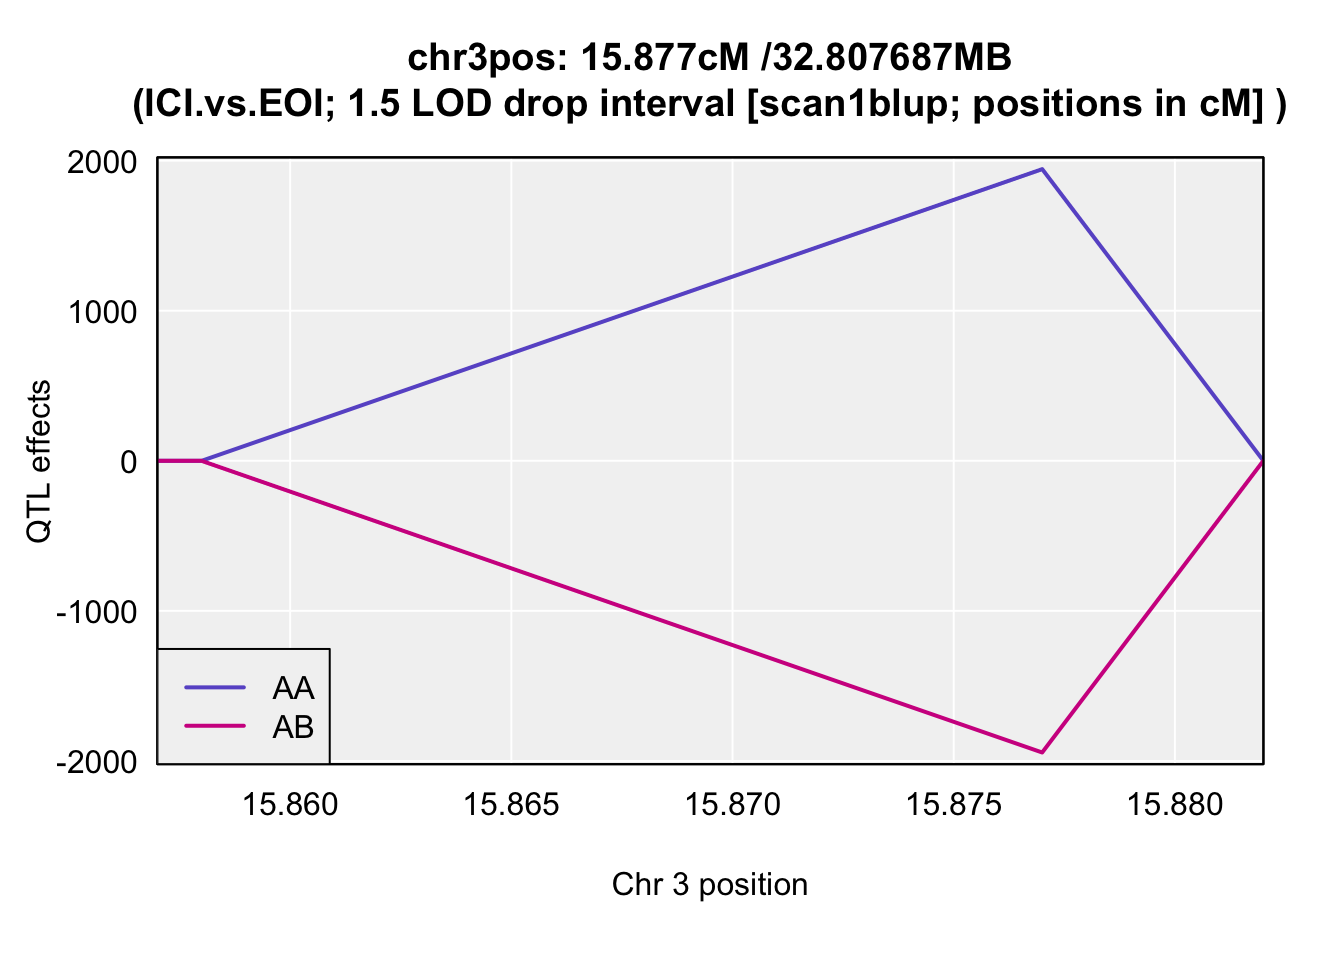 chr3pos: 15.877cM /32.807687MB
(ICI.vs.EOI; 1.5 LOD drop interval [scan1blup; positions in cM] )
QTL effects
2000
1000
0
-1000
-2000
AA
AB
15.860 15.865 15.870 15.875 15.880
Chr 3 position